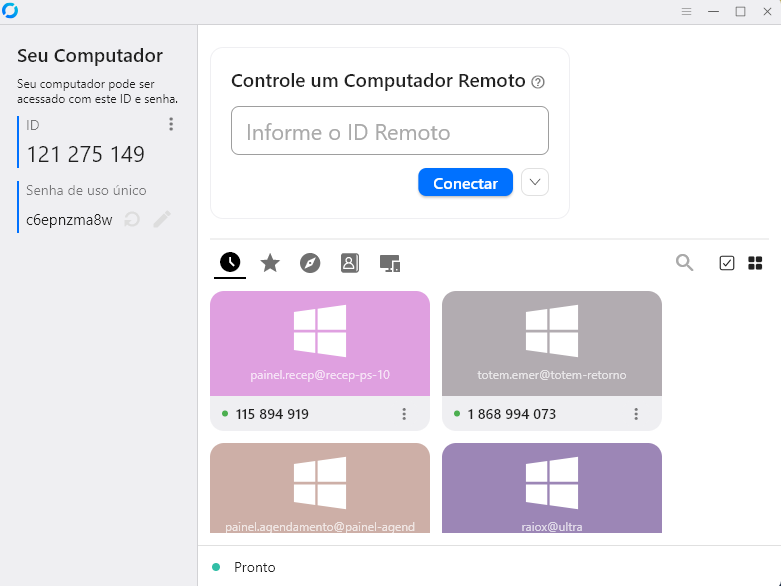 Seu Computador
Seu computador pode ser
acessado com este ID e senha.
ID
121 275 149
Senha de uso único
c6epnzma8w
Controle um Computador Remoto
Informe o ID Remoto
Conectar
painel.recep@recep-ps-10
115 894 919
totem.emer@totem-retorno
1 868 994 073
painel.agendamento@painel-agend
raiox@ultra
Pronto